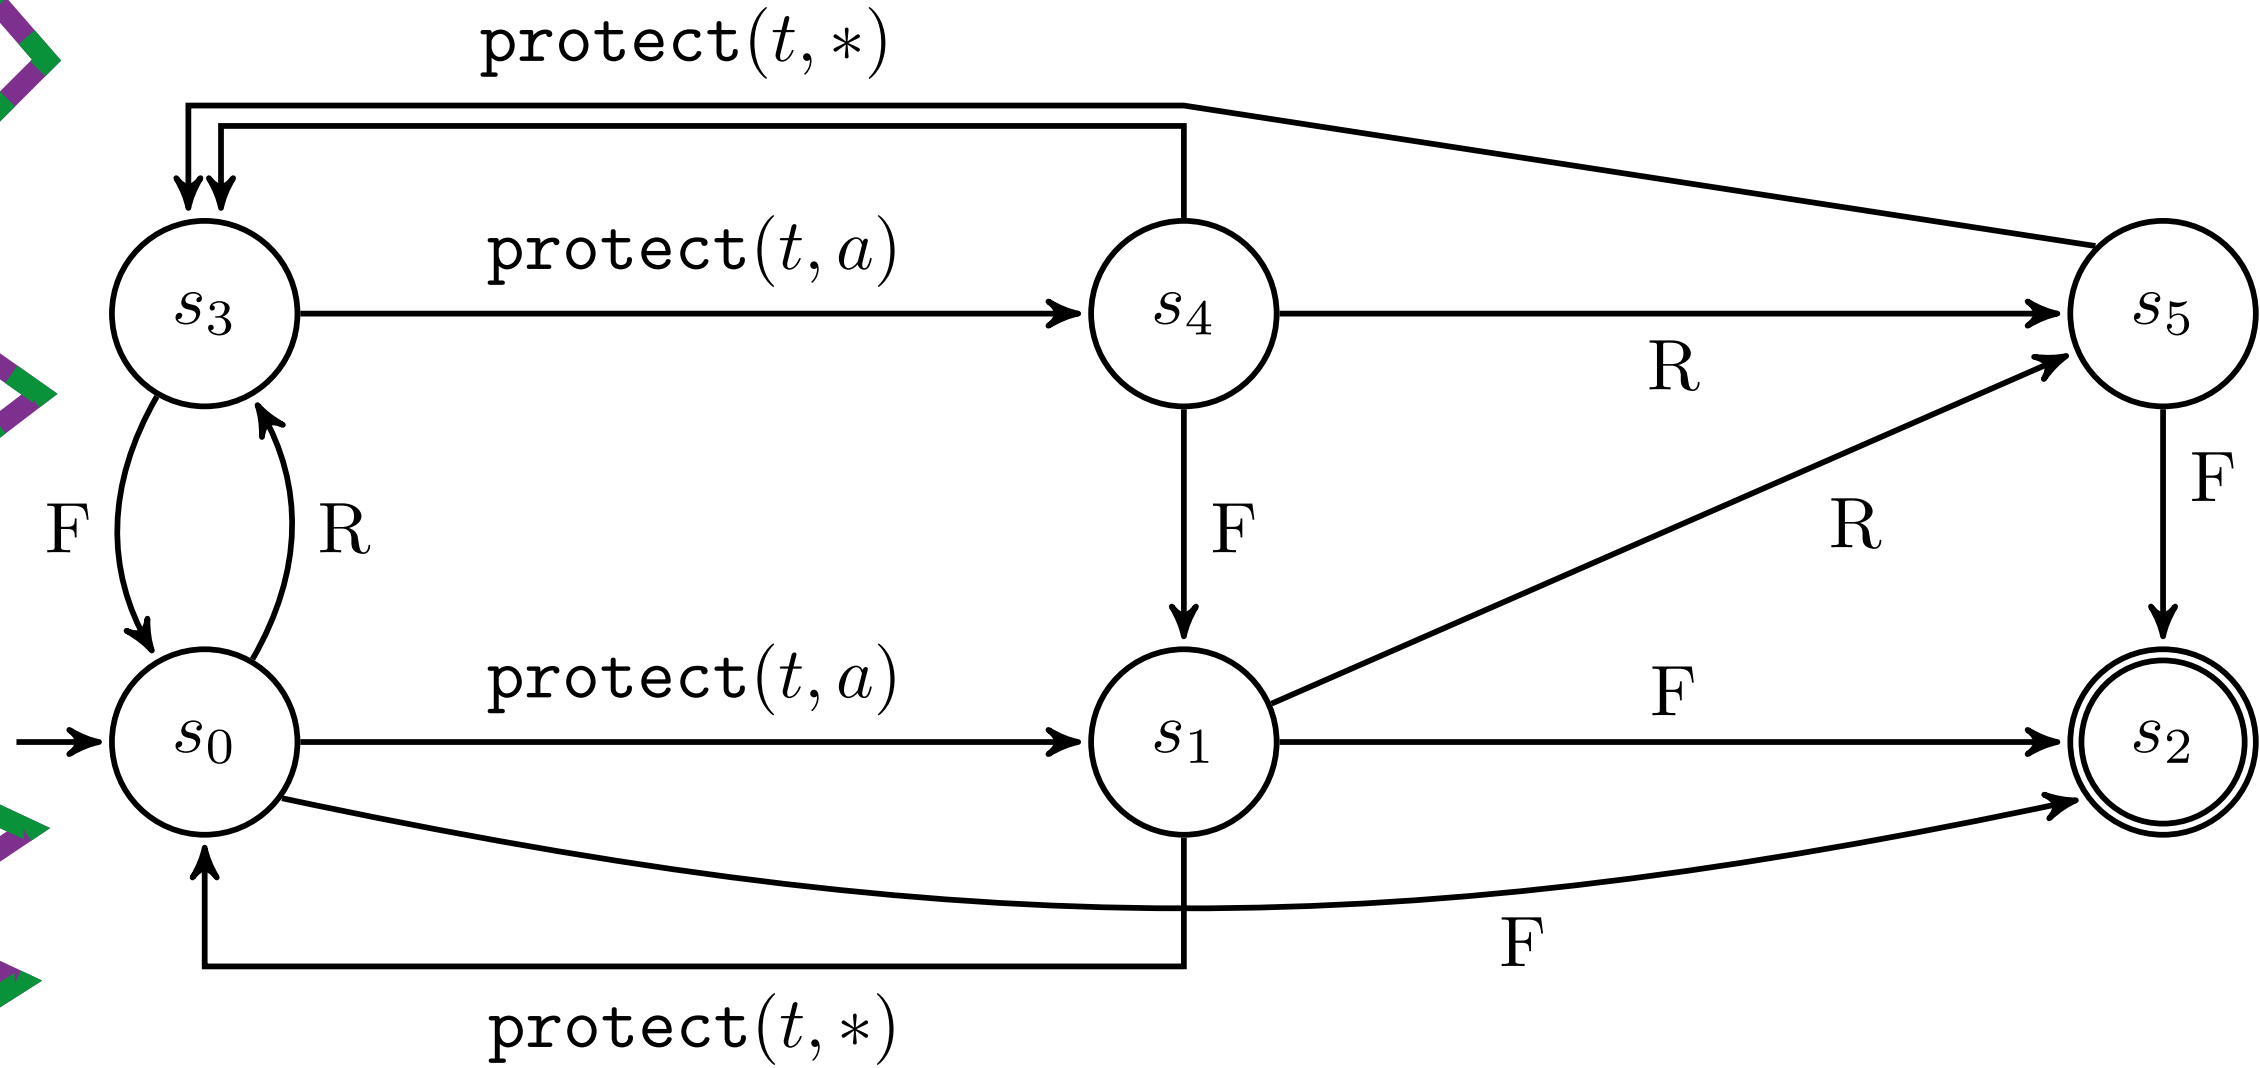 protect(t, *)
protect(t, a)
s₃
s₄
s₅
R
F
F
R
F
R
protect(t, a)
F
s₀
s₁
s₂
F
protect(t, *)